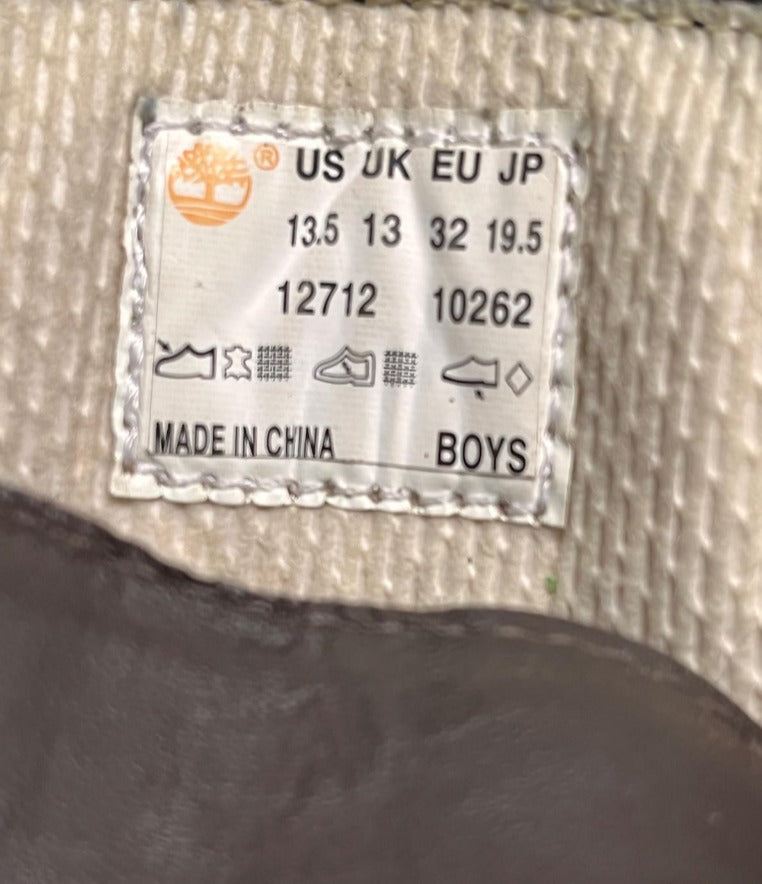 ® US UK EU JP
13.5 13 32 19.5
12712 10262
MADE IN CHINA BOYS